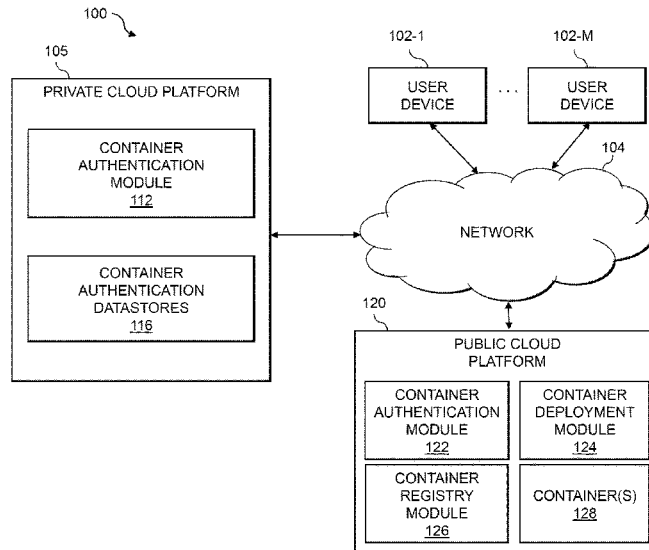 100
105
PRIVATE CLOUD PLATFORM
CONTAINER
AUTHENTICATION
MODULE
112
CONTAINER
AUTHENTICATION
DATASTORES
116
102-1
USER
DEVICE
...
102-M
USER
DEVICE
104
NETWORK
120
PUBLIC CLOUD
PLATFORM
CONTAINER
AUTHENTICATION
MODULE
122
CONTAINER
DEPLOYMENT
MODULE
124
CONTAINER
REGISTRY
MODULE
126
CONTAINER(S)
128